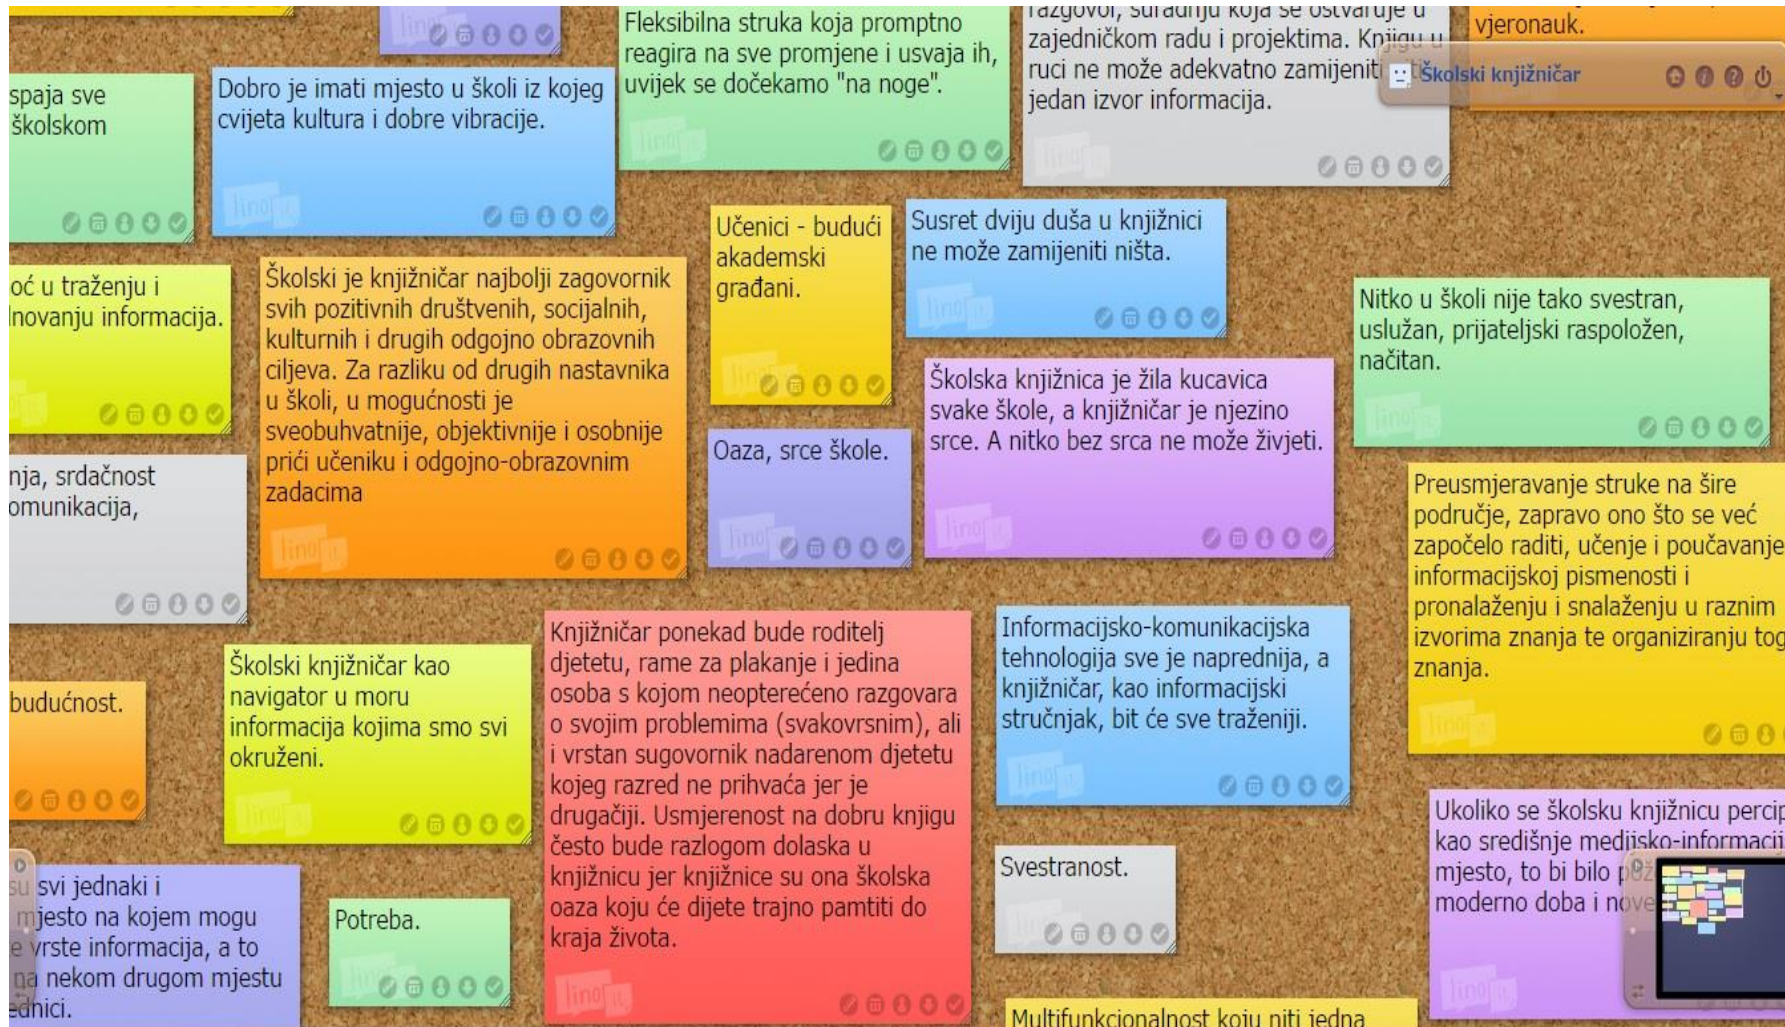 Fleksibilna struka koja promptno
reagira na sve promjene i usvaja ih,
uvijek se dočekamo "na noge".
razgovor, suradnju koja se ostvaruje u
zajedničkom radu i projektima. Knjigu u
ruci ne može adekvatno zamijeniti
jedan izvor informacija.
vjeronauk.
Školski knjižničar
spaja sve
školskom
Dobro je imati mjesto u školi iz kojeg
cvijeta kultura i dobre vibracije.
Učenici - budući
akademski
građani.
Susret dviju duša u knjižnici
ne može zamijeniti ništa.
oć u traženju i
novanju informacija.
Školski je knjižničar najbolji zagovornik
svih pozitivnih društvenih, socijalnih,
kulturnih i drugih odgojno obrazovnih
ciljeva. Za razliku od drugih nastavnika
u školi, u mogućnosti je
sveobuhvatnije, objektivnije i osobnije
prići učeniku i odgojno-obrazovnim
zadacima
Nitko u školi nije tako svestran,
uslužan, prijateljski raspoložen,
načitan.
Školska knjižnica je žila kucavica
svake škole, a knjižničar je njezino
srce. A nitko bez srca ne može živjeti.
Oaza, srce škole.
nja, srdačnost
omunikacija,
Preusmjeravanje struke na šire
područje, zapravo ono što se već
započelo raditi, učenje i poučavanje
informacijskoj pismenosti i
pronalaženju i snalaženju u raznim
izvorima znanja te organiziranju tog
znanja.
Školski knjižničar kao
navigator u moru
informacija kojima smo svi
okruženi.
Knjižničar ponekad bude roditelj
djetetu, rame za plakanje i jedina
osoba s kojom neopterećeno razgovara
o svojim problemima (svakovrsnim), ali
i vrstan sugovornik nadarenom djetetu
kojeg razred ne prihvaća jer je
drugačiji. Usmjerenost na dobru knjigu
često bude razlogom dolaska u
knjižnicu jer knjižnice su ona školska
oaza koju će dijete trajno pamtiti do
kraja života.
Informacijsko-komunikacijska
tehnologija sve je naprednija, a
knjižničar, kao informacijski
stručnjak, bit će sve traženiji.
budućnost.
Ukoliko se školsku knjižnicu percip
kao središnje medijsko-informacij
mjesto, to bi bilo
moderno doba i nove
Svestranost.
su svi jednaki i
mjesto na kojem mogu
e vrste informacija, a to
na nekom drugom mjestu
ednici.
Potreba.
Multifunkcionalnost koju niti jedna